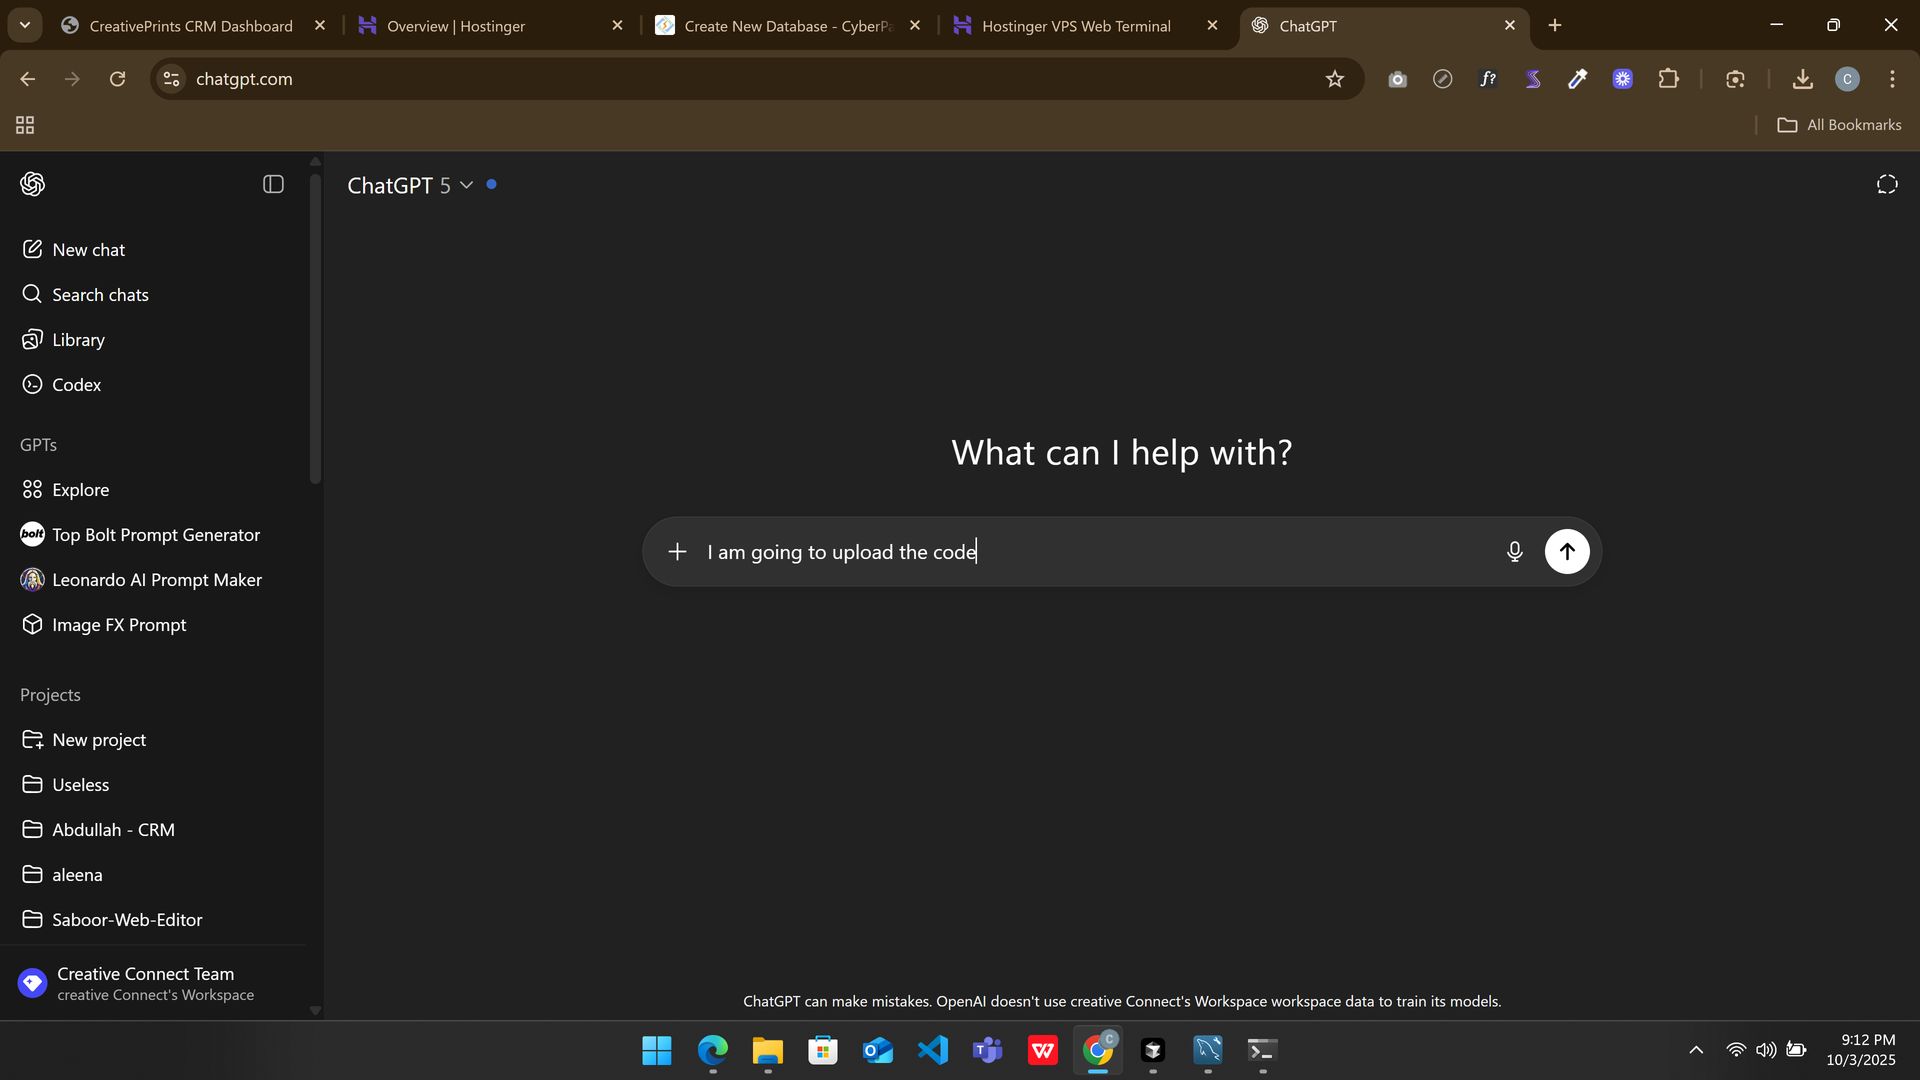 CreativePrints CRM Dashboard
Overview | Hostinger
Create New Database - CyberPa
Hostinger VPS Web Terminal
ChatGPT
chatgpt.com
f?
C
All Bookmarks
ChatGPT 5
New chat
Search chats
Library
Codex
GPTs
Explore
bolt
Top Bolt Prompt Generator
Leonardo AI Prompt Maker
Image FX Prompt
Projects
New project
Useless
Abdullah - CRM
aleena
Saboor-Web-Editor
Creative Connect Team
creative Connect's Workspace
What can I help with?
I am going to upload the code
ChatGPT can make mistakes. OpenAI doesn't use creative Connect's Workspace workspace data to train its models.
9:12 PM
10/3/2025